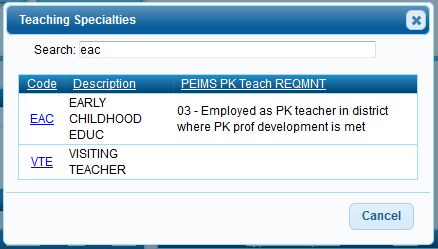 Teaching Specialties
Search: eac
Code Description PEIMS PK Teach REQMNT
EAC EARLY CHILDHOOD EDUC 03 - Employed as PK teacher in district where PK prof development is met
VTE VISITING TEACHER
Cancel